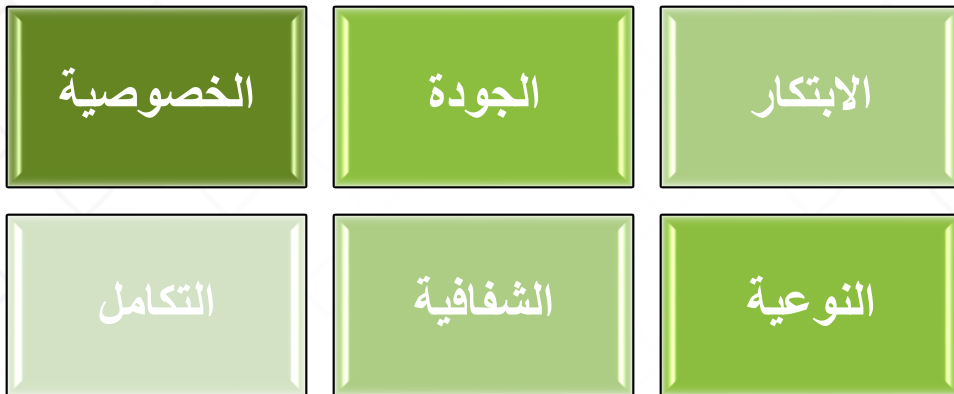 الابتكار
الجودة
الخصوصية
النوعية
الشفافية
التكامل